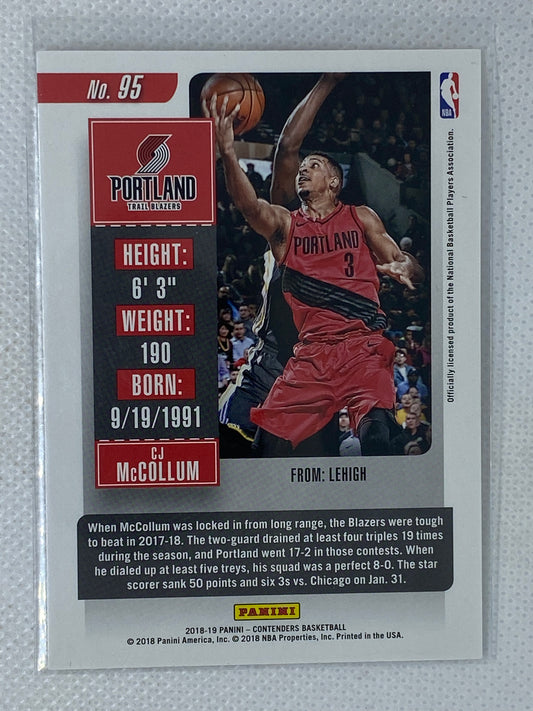 No. 95
NBA
PORTLAND
TRAIL BLAZERS
HEIGHT:
6' 3"
WEIGHT:
190
BORN:
9/19/1991
CJ
McCOLLUM
PORTLAND
3
FROM: LEHIGH
Officially licensed product of the National Basketball Players Association.
When McCollum was locked in from long range, the Blazers were tough
to beat in 2017-18. The two-guard drained at least four triples 19 times
during the season, and Portland went 17-2 in those contests. When
he dialed up at least five treys, his squad was a perfect 8-0. The star
scorer sank 50 points and six 3s vs. Chicago on Jan. 31.
PANINI
2018-19 PANINI – CONTENDERS BASKETBALL
© 2018 Panini America, Inc. © 2018 NBA Properties, Inc. Printed in the USA.